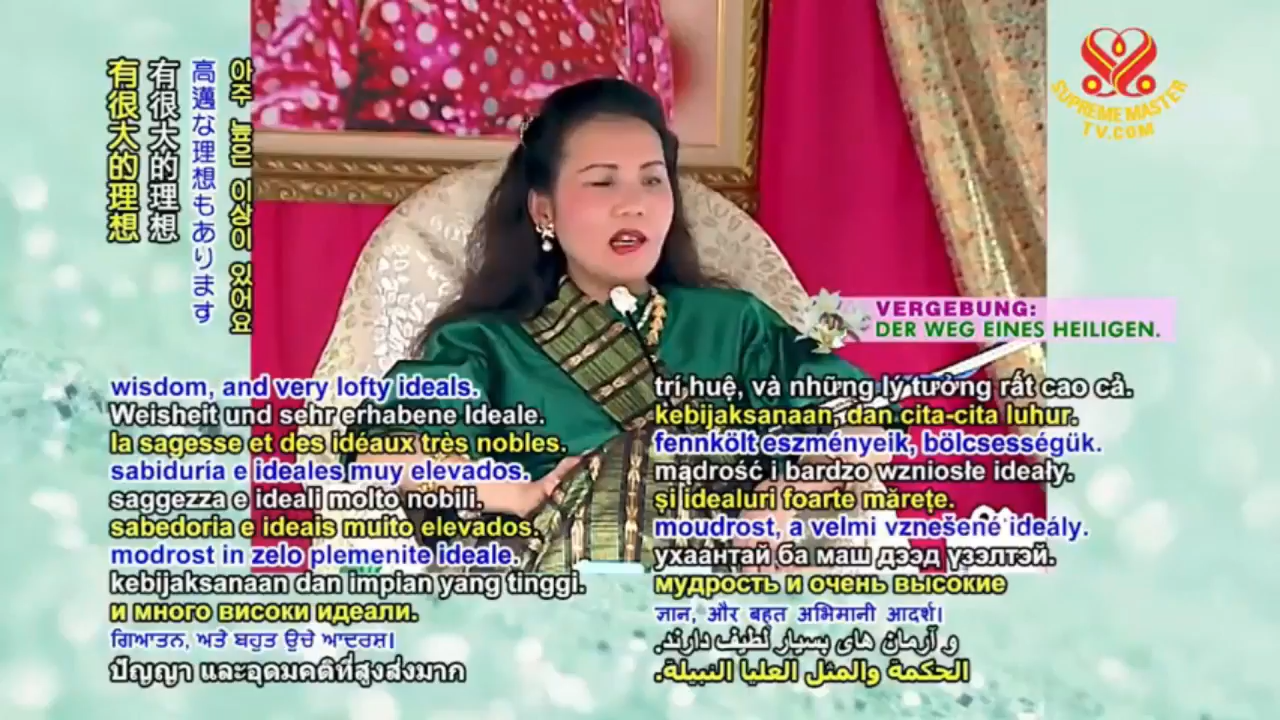 有很大的理想
有很大的理想
高邁な理想もあります
아주 높은 이상이 있어요
SUPREME MASTER
TV.COM
VERGEBUNG:
DER WEG EINES HEILIGEN.
wisdom, and very lofty ideals.
Weisheit und sehr erhabene Ideale.
la sagesse et des idéaux très nobles.
sabiduría e ideales muy elevados.
saggezza e ideali molto nobili.
sabedoria e ideais muito elevados.
modrost in zelo plemenite ideale.
kebijaksanaan dan impian yang tinggi.
и много високи идеали.
ਗਿਆਤਨ, ਅਤੇ ਬਹੁਤ ਉਚੇ ਆਦਰਸ਼।
ปัญญา และอุดมคติที่สูงส่งมาก
trí huệ, và những lý tưởng rất cao cả.
kebijaksanaan, dan cita-cita luhur.
fennkölt eszményeik, bölcsességük.
mądrość i bardzo wzniosłe ideały.
și idealuri foarte mărețe.
moudrost, a velmi vznešené ideály.
ухаантай ба маш дээд үзэлтэй.
мудрость и очень высокие
ज्ञान, और बहुत अभिमानी आदर्श।
و آرمان های بسیار لطیف دارند.
الحكمة والمثل العليا النبيلة.